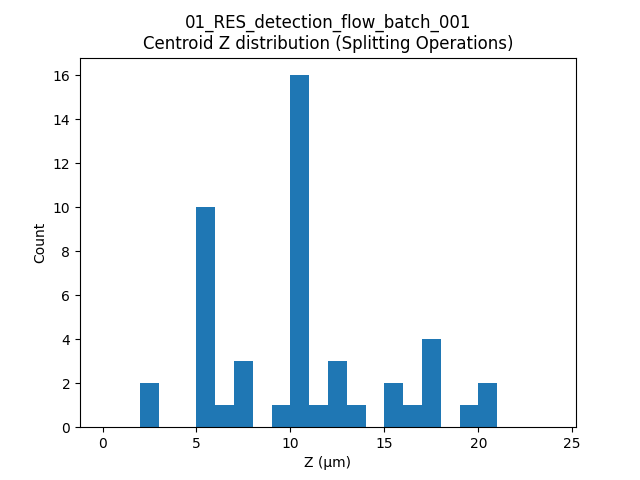 01_RES_detection_flow_batch_001
Centroid Z distribution (Splitting Operations)
16
14
12
10
8
6
4
2
0
Count
0 5 10 15 20 25
Z (µm)